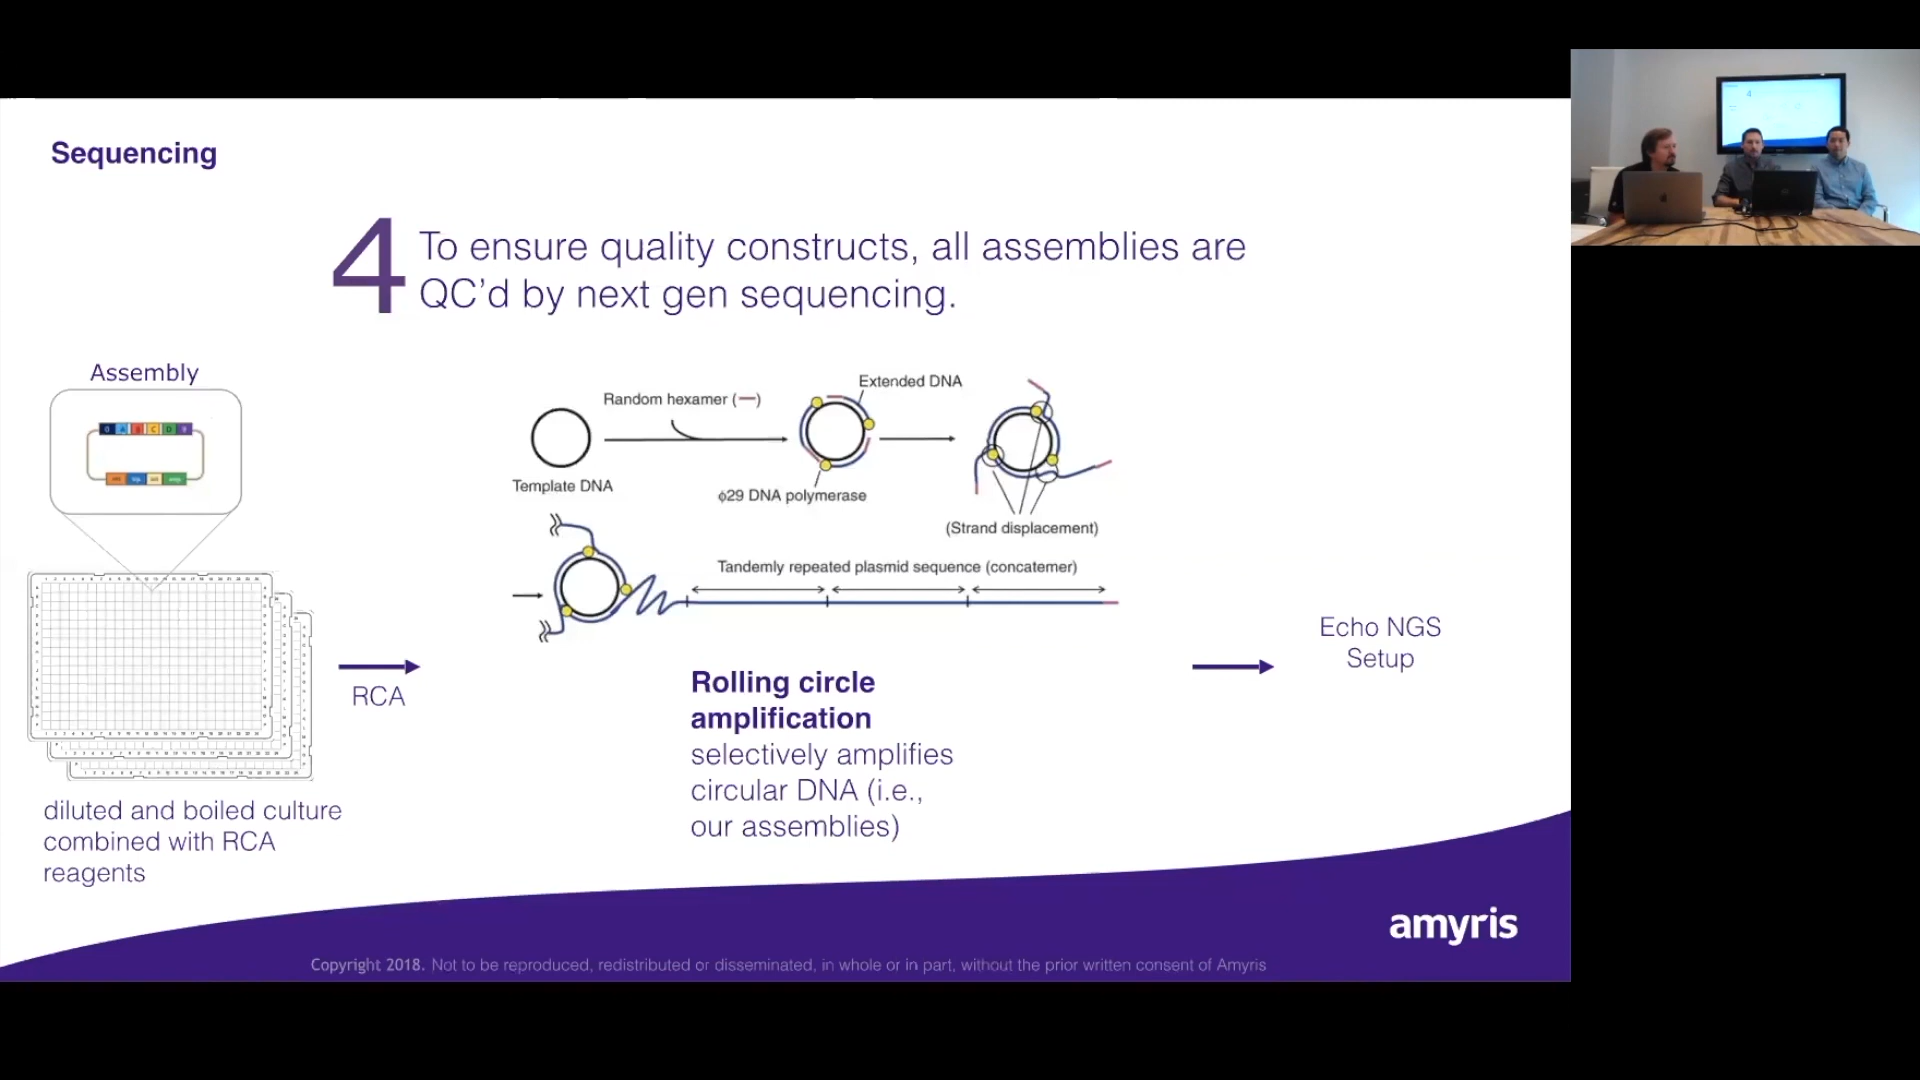 Sequencing
4
To ensure quality constructs, all assemblies are
QC’d by next gen sequencing.
Assembly
Random hexamer (—)
Extended DNA
Template DNA
ϕ29 DNA polymerase
(Strand displacement)
Tandemly repeated plasmid sequence (concatemer)
RCA
Echo NGS
Setup
Rolling circle
amplification
selectively amplifies
circular DNA (i.e.,
our assemblies)
diluted and boiled culture
combined with RCA
reagents
amyris
Copyright 2018. Not to be reproduced, redistributed or disseminated, in whole or in part, without the prior written consent of Amyris